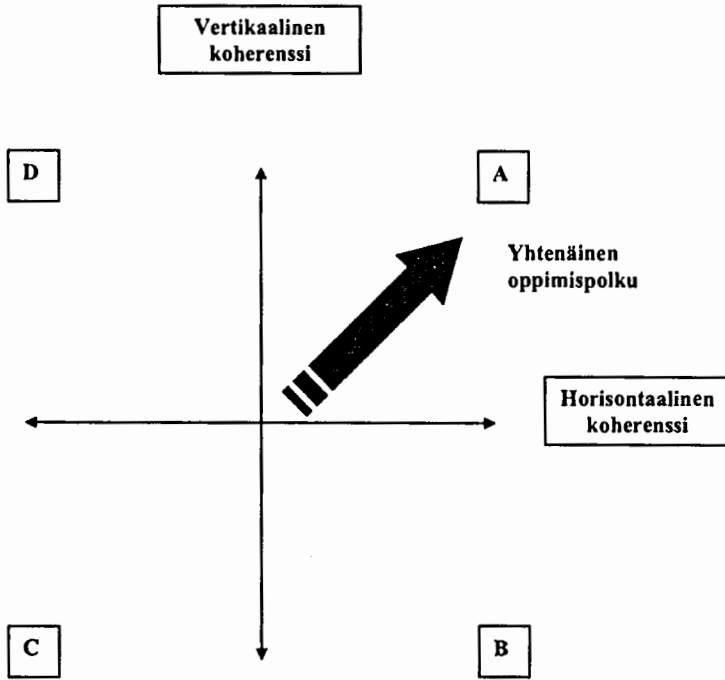 Vertikaalinen
koherenssi
D
A
Yhtenäinen
oppimispolku
Horisontaalinen
koherenssi
C
B